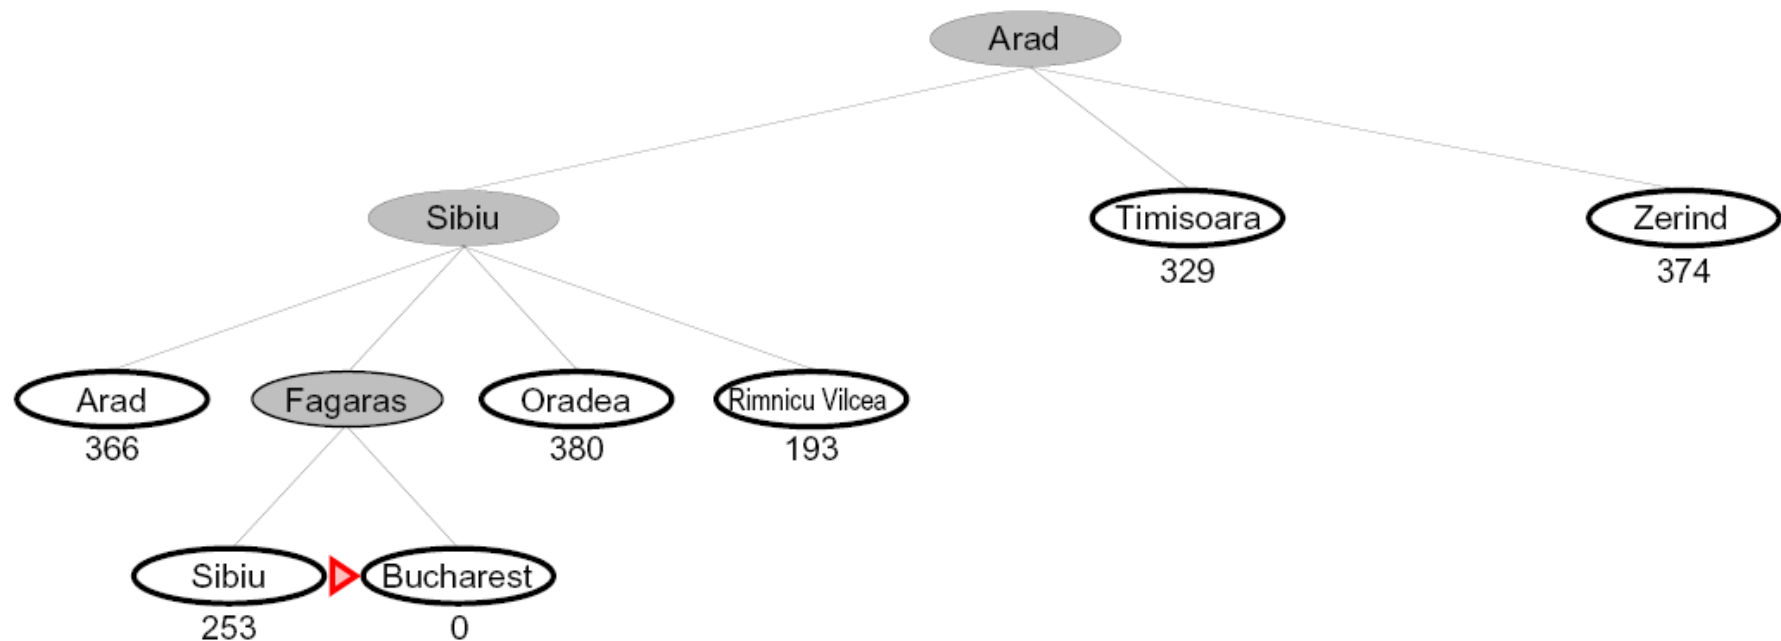 Arad
Sibiu
Timisoara
Zerind
329
374
Arad
Fagaras
Oradea
Rimnicu Vilcea
366
380
193
Sibiu
Bucharest
253
0